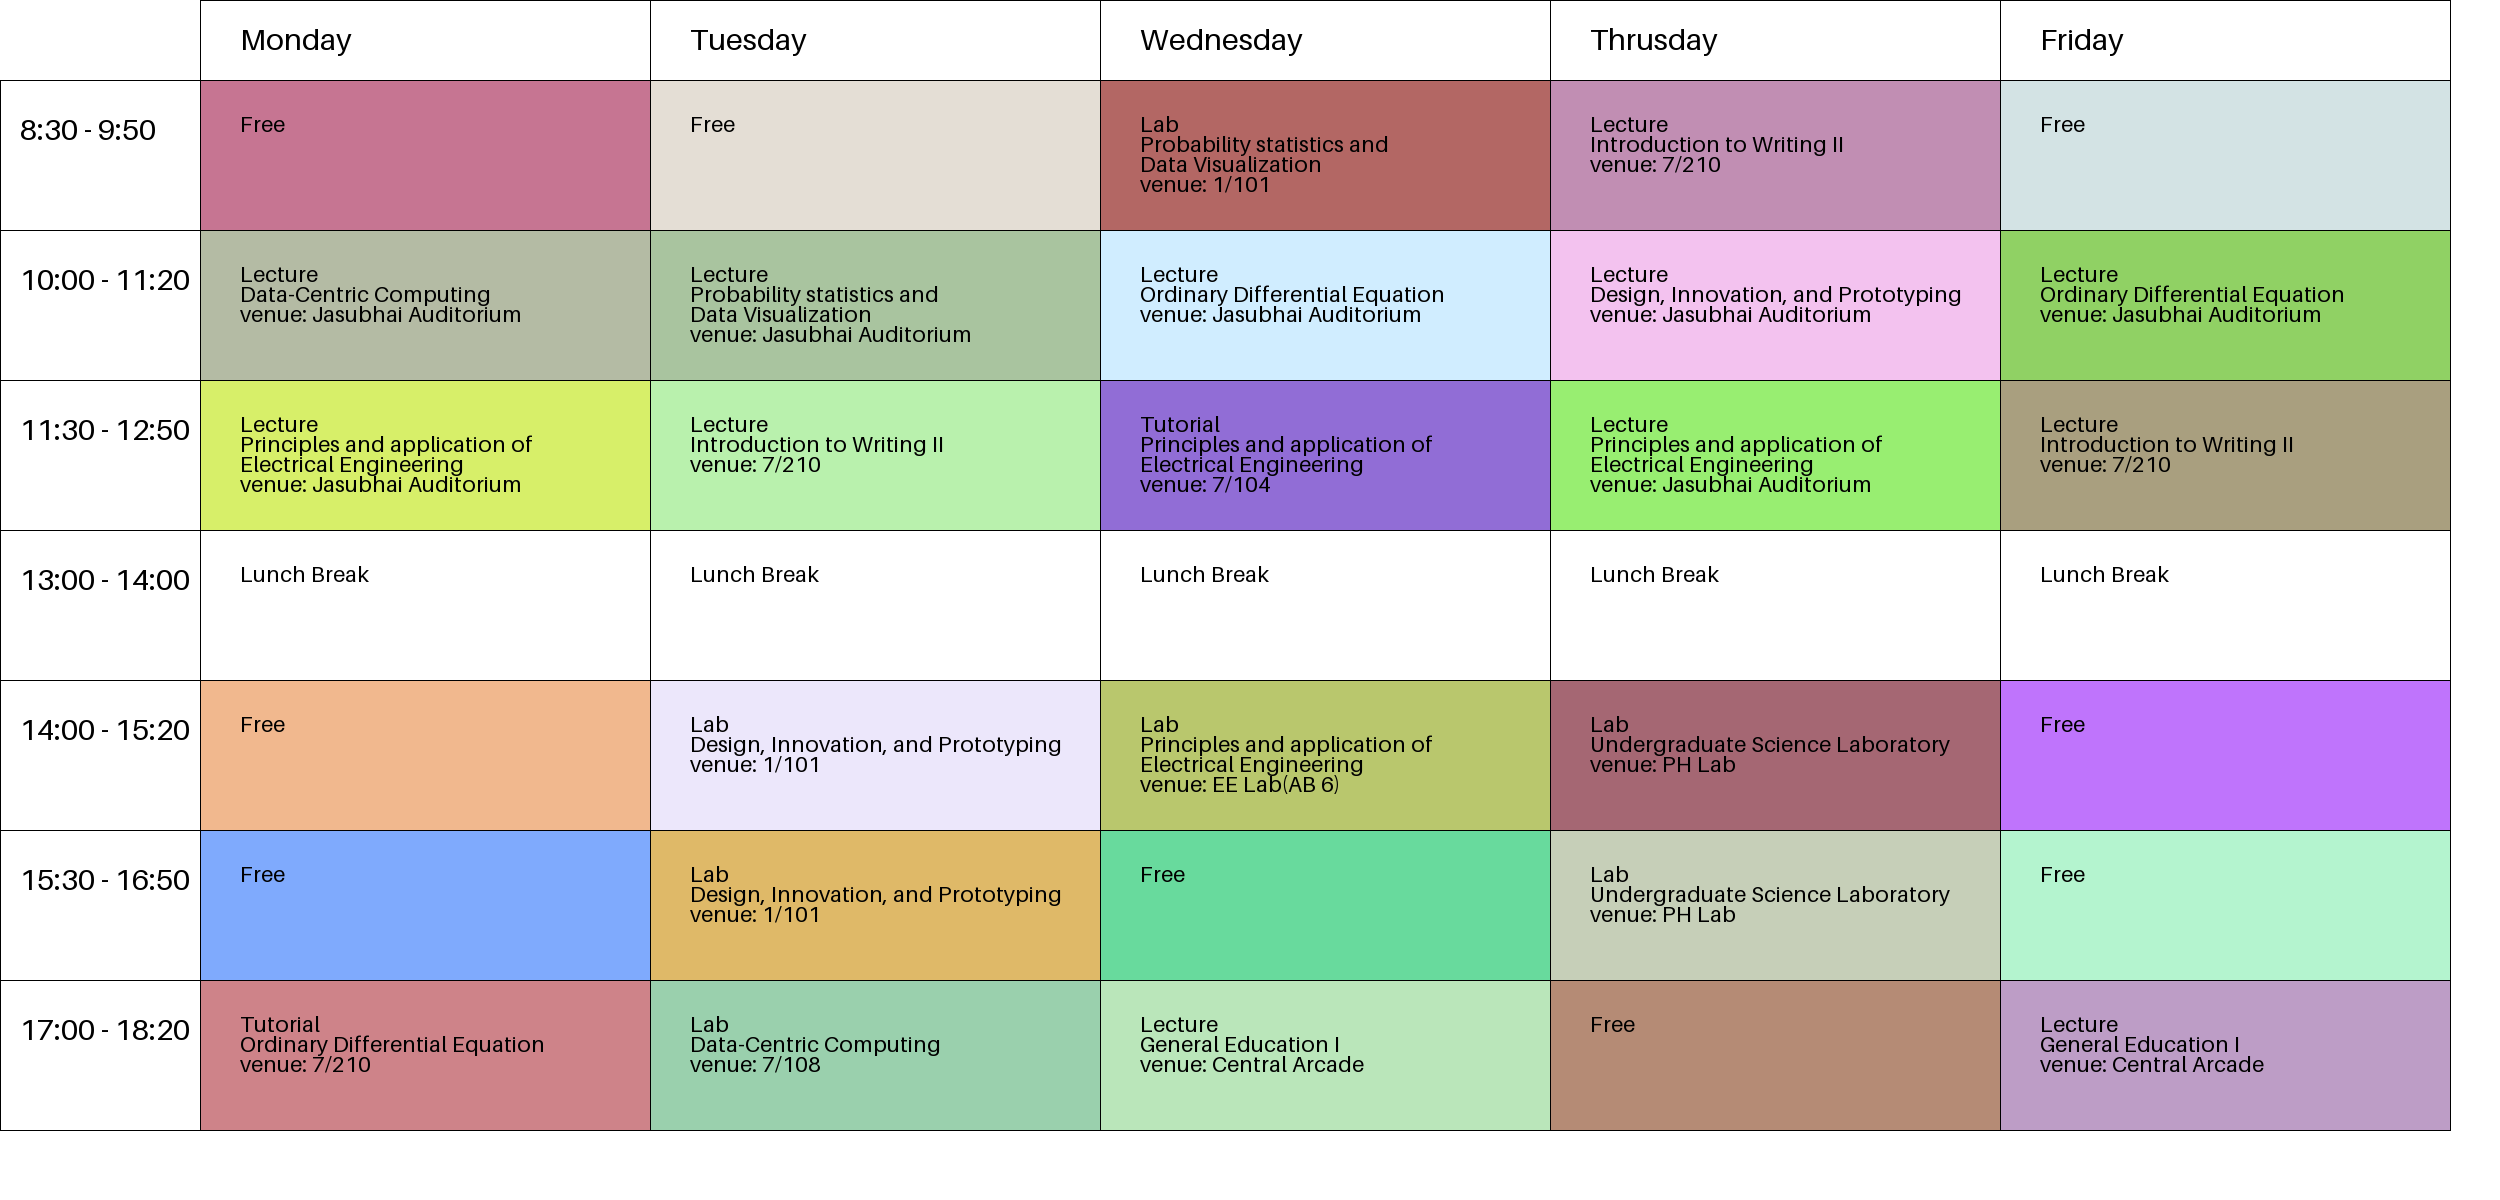 Monday
Tuesday
Wednesday
Thrusday
Friday
8:30 - 9:50
Free
Free
Lab
Probability statistics and
Data Visualization
venue: 1/101
Lecture
Introduction to Writing II
venue: 7/210
Free
10:00 - 11:20
Lecture
Data-Centric Computing
venue: Jasubhai Auditorium
Lecture
Probability statistics and
Data Visualization
venue: Jasubhai Auditorium
Lecture
Ordinary Differential Equation
venue: Jasubhai Auditorium
Lecture
Design, Innovation, and Prototyping
venue: Jasubhai Auditorium
Lecture
Ordinary Differential Equation
venue: Jasubhai Auditorium
11:30 - 12:50
Lecture
Principles and application of
Electrical Engineering
venue: Jasubhai Auditorium
Lecture
Introduction to Writing II
venue: 7/210
Tutorial
Principles and application of
Electrical Engineering
venue: 7/104
Lecture
Principles and application of
Electrical Engineering
venue: Jasubhai Auditorium
Lecture
Introduction to Writing II
venue: 7/210
13:00 - 14:00
Lunch Break
Lunch Break
Lunch Break
Lunch Break
Lunch Break
14:00 - 15:20
Free
Lab
Design, Innovation, and Prototyping
venue: 1/101
Lab
Principles and application of
Electrical Engineering
venue: EE Lab(AB 6)
Lab
Undergraduate Science Laboratory
venue: PH Lab
Free
15:30 - 16:50
Free
Lab
Design, Innovation, and Prototyping
venue: 1/101
Free
Lab
Undergraduate Science Laboratory
venue: PH Lab
Free
17:00 - 18:20
Tutorial
Ordinary Differential Equation
venue: 7/210
Lab
Data-Centric Computing
venue: 7/108
Lecture
General Education I
venue: Central Arcade
Free
Lecture
General Education I
venue: Central Arcade